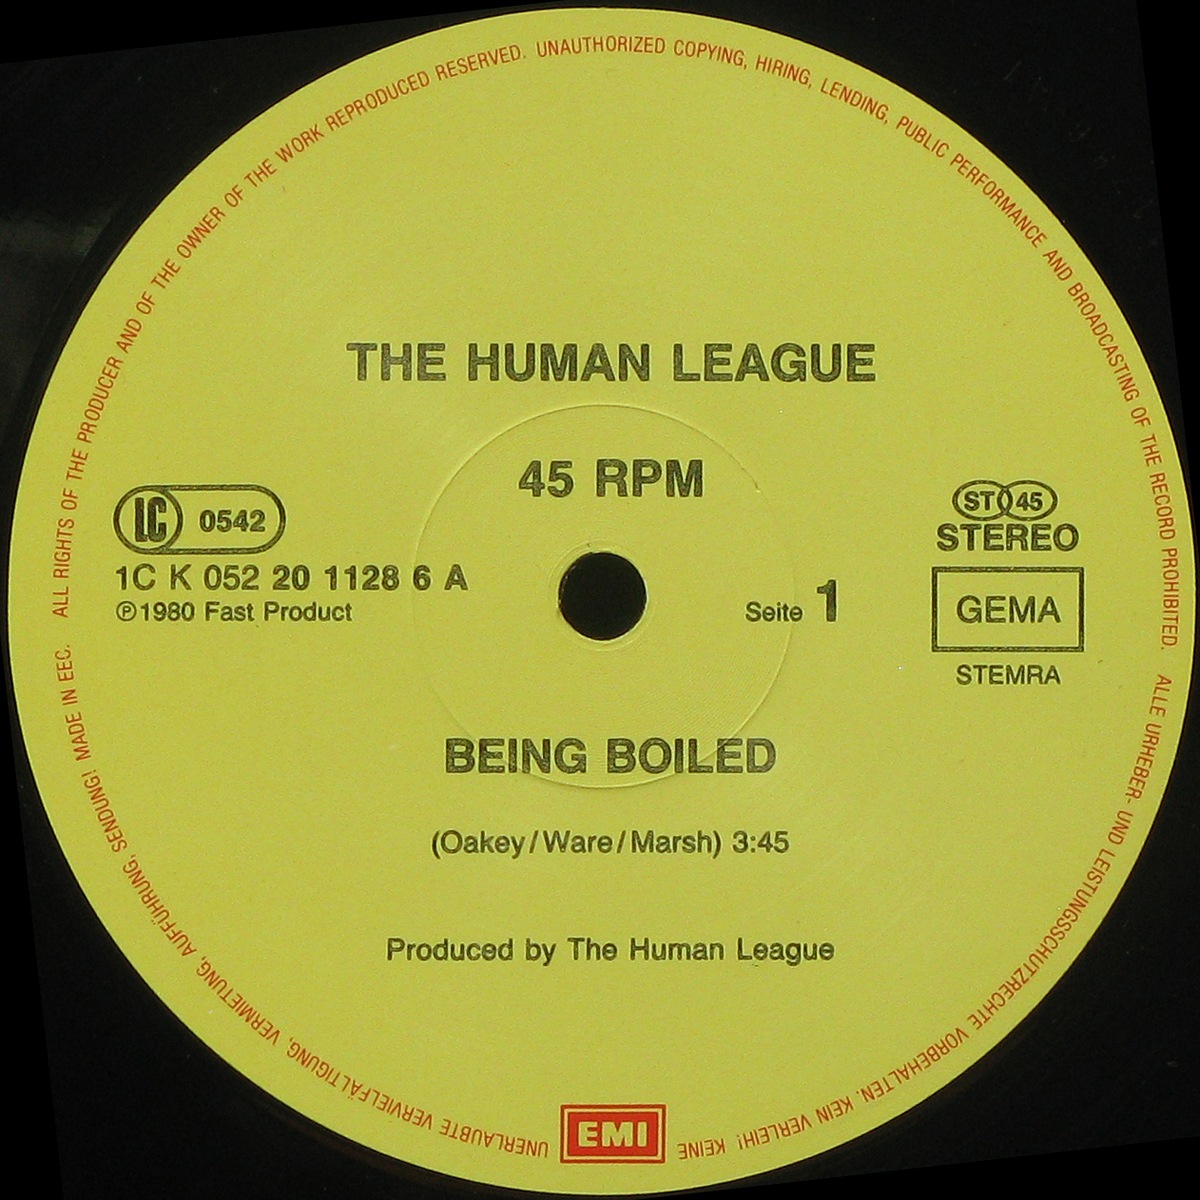 ALL RIGHTS OF THE PRODUCER AND OF THE OWNER OF THE WORK REPRODUCED RESERVED. UNAUTHORIZED COPYING, HIRING, LENDING, PUBLIC PERFORMANCE AND BROADCASTING OF THE RECORD PROHIBITED.
THE HUMAN LEAGUE
45 RPM
LC 0542
1C K 052 20 1128 6 A
℗1980 Fast Product
ST 45
STEREO
Seite 1
GEMA
STEMRA
BEING BOILED
(Oakey/Ware/Marsh) 3:45
Produced by The Human League
EMI
ALLE URHEBER- UND LEISTUNGSSCHUTZRECHTE VORBEHALTEN. KEIN VERLEIH! KEINE UNERLAUBTE VERVIELFÄLTIGUNG, VERMIETUNG, AUFFÜHRUNG, SENDUNG! MADE IN EEC.